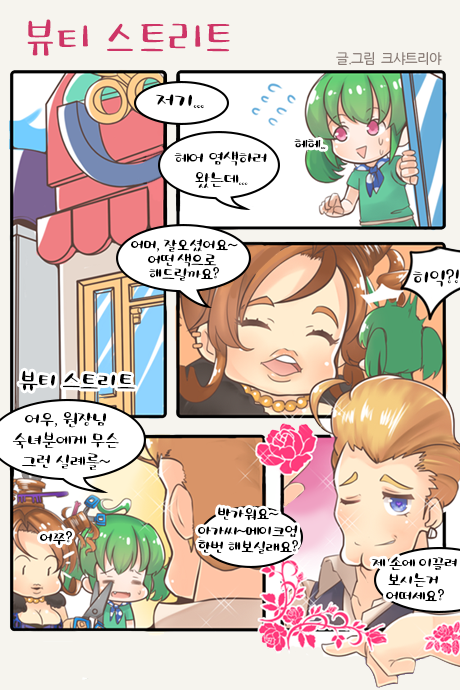 뷰티 스트리트
글.그림 크샤트리야
저기...
헤어 염색하러
왔는데...
헤헤..
어머, 잘오셨어요~
어떤색으로
해드릴까요?
히익?!
뷰티 스트리트
어우, 원장님
숙녀분에게 무슨
그런 실례를~
어쭈?
반가워요~
아가씨~메이크업
한번 해보실래요?
제 손에 이끌려
보시는거
어떠세요?